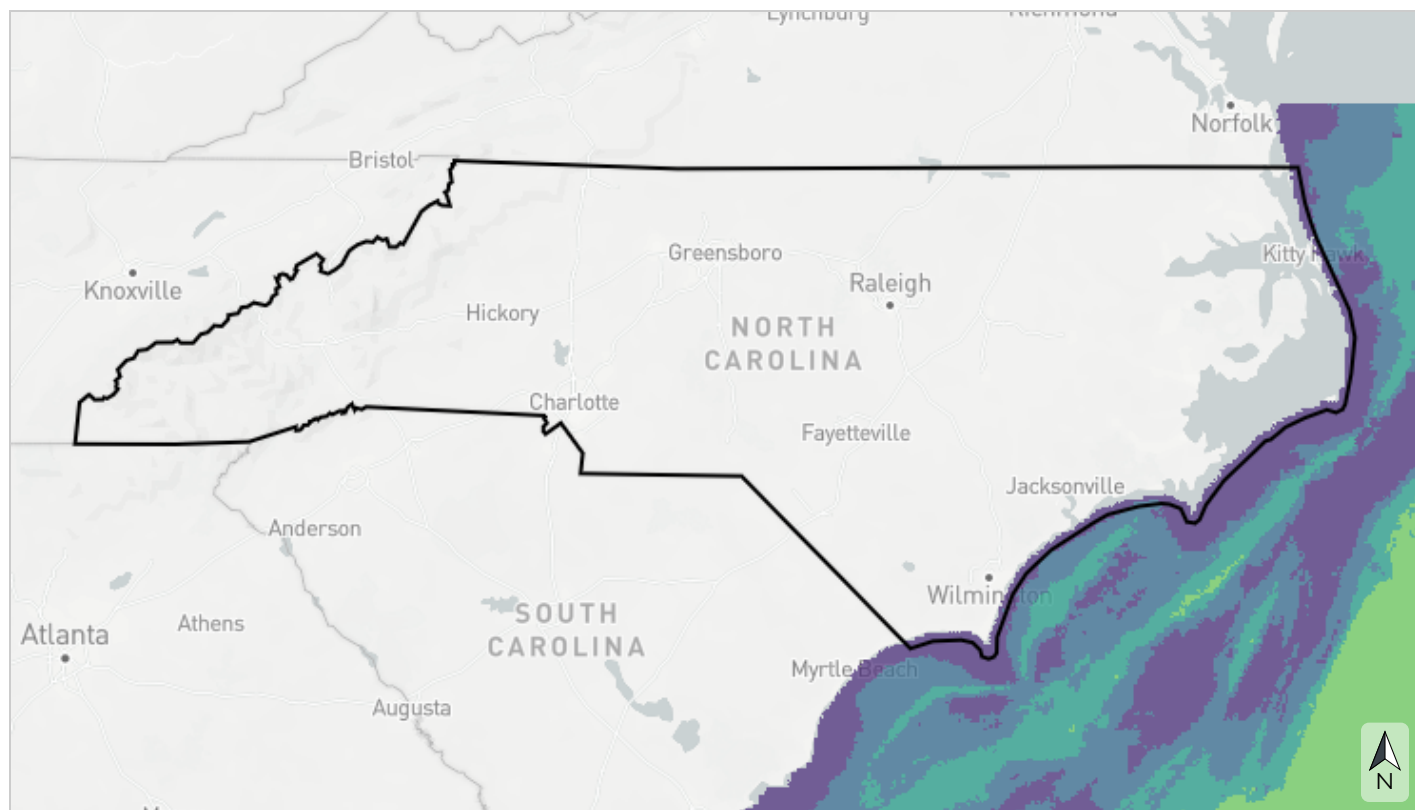 Lynchburg
Richmond
Norfolk
Bristol
Kitty Hawk
Greensboro
Raleigh
Knoxville
Hickory
NORTH
CAROLINA
Charlotte
Fayetteville
Jacksonville
Anderson
Wilmington
SOUTH
CAROLINA
Athens
Atlanta
Myrtle Beach
Augusta
N